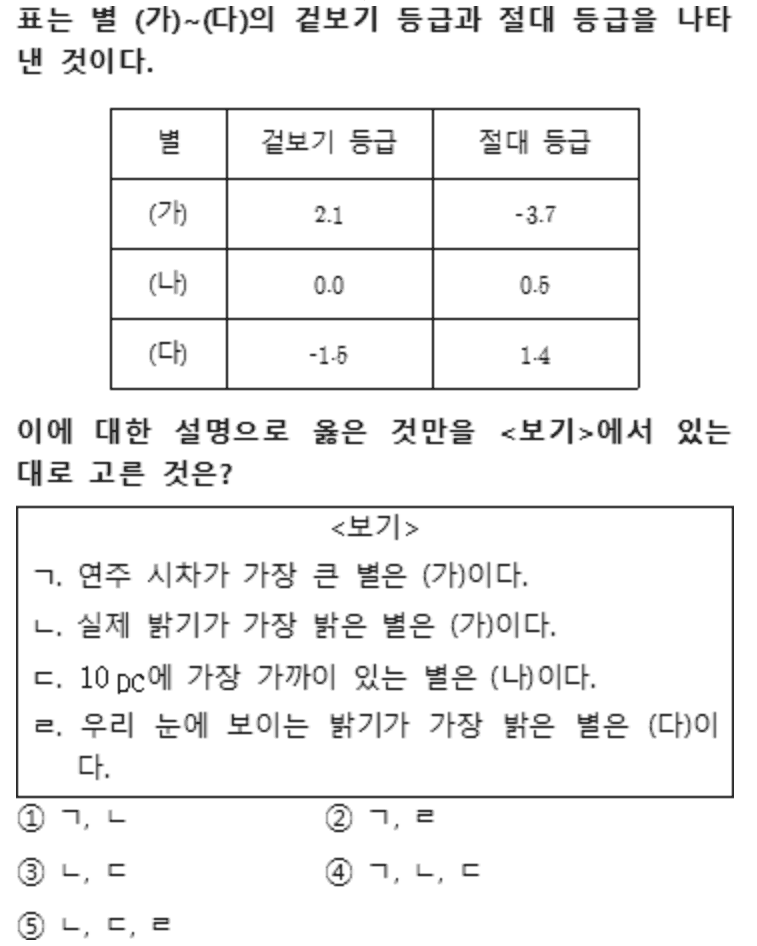 표는 별 (가)~(다)의 겉보기 등급과 절대 등급을 나타
낸 것이다.
별 겉보기 등급 절대 등급
(가) 2.1 -3.7
(나) 0.0 0.5
(다) -1.5 1.4
이에 대한 설명으로 옳은 것만을 <보기>에서 있는
대로 고른 것은?
<보기>
ㄱ. 연주 시차가 가장 큰 별은 (가)이다.
ㄴ. 실제 밝기가 가장 밝은 별은 (가)이다.
ㄷ. 10 pc에 가장 가까이 있는 별은 (나)이다.
ㄹ. 우리 눈에 보이는 밝기가 가장 밝은 별은 (다)이
다.
① ㄱ, ㄴ ② ㄱ, ㄹ
③ ㄴ, ㄷ ④ ㄱ, ㄴ, ㄷ
⑤ ㄴ, ㄷ, ㄹ